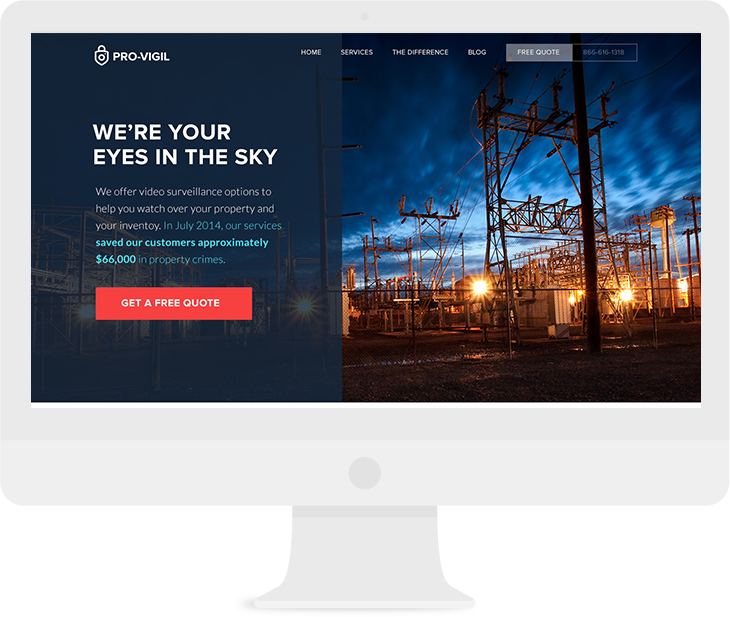 PRO-VIGIL
HOME SERVICES THE DIFFERENCE BLOG FREE QUOTE 866-616-1318
WE’RE YOUR
EYES IN THE SKY
We offer video surveillance options to
help you watch over your property and
your inventoy. In July 2014, our services
saved our customers approximately
$66,000 in property crimes.
GET A FREE QUOTE